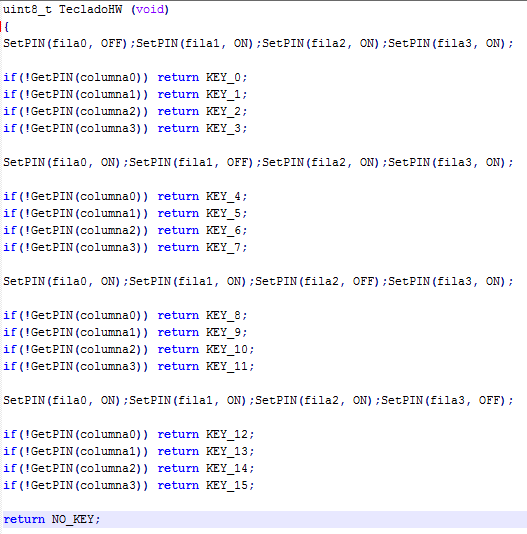 uint8_t TecladoHW (void)
{
SetPIN(fila0, OFF);SetPIN(fila1, ON);SetPIN(fila2, ON);SetPIN(fila3, ON);
if(!GetPIN(columna0)) return KEY_0;
if(!GetPIN(columna1)) return KEY_1;
if(!GetPIN(columna2)) return KEY_2;
if(!GetPIN(columna3)) return KEY_3;
SetPIN(fila0, ON);SetPIN(fila1, OFF);SetPIN(fila2, ON);SetPIN(fila3, ON);
if(!GetPIN(columna0)) return KEY_4;
if(!GetPIN(columna1)) return KEY_5;
if(!GetPIN(columna2)) return KEY_6;
if(!GetPIN(columna3)) return KEY_7;
SetPIN(fila0, ON);SetPIN(fila1, ON);SetPIN(fila2, OFF);SetPIN(fila3, ON);
if(!GetPIN(columna0)) return KEY_8;
if(!GetPIN(columna1)) return KEY_9;
if(!GetPIN(columna2)) return KEY_10;
if(!GetPIN(columna3)) return KEY_11;
SetPIN(fila0, ON);SetPIN(fila1, ON);SetPIN(fila2, ON);SetPIN(fila3, OFF);
if(!GetPIN(columna0)) return KEY_12;
if(!GetPIN(columna1)) return KEY_13;
if(!GetPIN(columna2)) return KEY_14;
if(!GetPIN(columna3)) return KEY_15;
return NO_KEY;